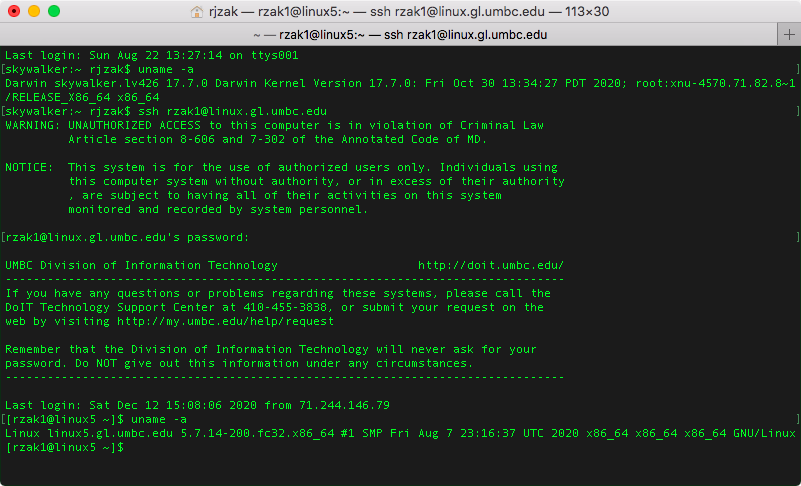 rjzak — rzak1@linux5:~ — ssh rzak1@linux.gl.umbc.edu — 113×30
~ — rzak1@linux5:~ — ssh rzak1@linux.gl.umbc.edu +
Last login: Sun Aug 22 13:27:14 on ttys001
[skywalker:~ rjzak$ uname -a ]
Darwin skywalker.lv426 17.7.0 Darwin Kernel Version 17.7.0: Fri Oct 30 13:34:27 PDT 2020; root:xnu-4570.71.82.8~1
/RELEASE_X86_64 x86_64
[skywalker:~ rjzak$ ssh rzak1@linux.gl.umbc.edu ]
WARNING: UNAUTHORIZED ACCESS to this computer is in violation of Criminal Law
Article section 8-606 and 7-302 of the Annotated Code of MD.
NOTICE: This system is for the use of authorized users only. Individuals using
this computer system without authority, or in excess of their authority
, are subject to having all of their activities on this system
monitored and recorded by system personnel.
[rzak1@linux.gl.umbc.edu's password: ]
UMBC Division of Information Technology http://doit.umbc.edu/
--------------------------------------------------------------------------------
If you have any questions or problems regarding these systems, please call the
DoIT Technology Support Center at 410-455-3838, or submit your request on the
web by visiting http://my.umbc.edu/help/request
Remember that the Division of Information Technology will never ask for your
password. Do NOT give out this information under any circumstances.
--------------------------------------------------------------------------------
Last login: Sat Dec 12 15:08:06 2020 from 71.244.146.79
[[rzak1@linux5 ~]$ uname -a ]
Linux linux5.gl.umbc.edu 5.7.14-200.fc32.x86_64 #1 SMP Fri Aug 7 23:16:37 UTC 2020 x86_64 x86_64 x86_64 GNU/Linux
[rzak1@linux5 ~]$